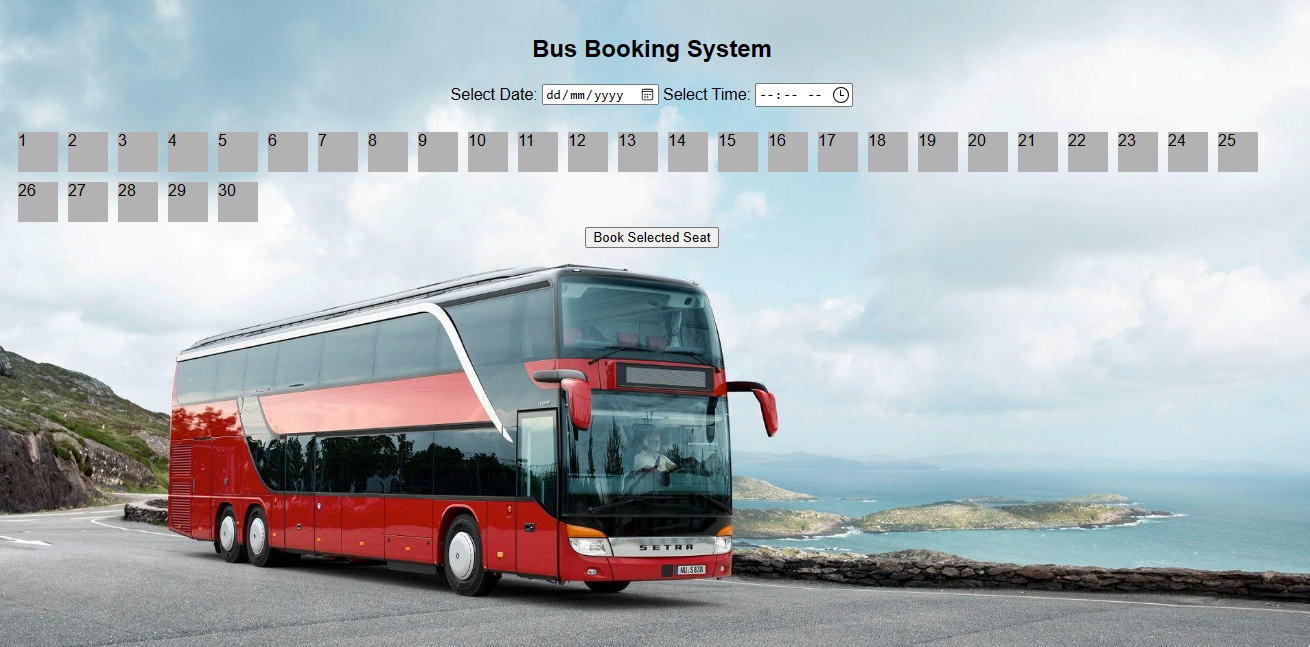 Bus Booking System
Select Date: dd/mm/yyyy Select Time: --:-- --
1 2 3 4 5 6 7 8 9 10 11 12 13 14 15 16 17 18 19 20 21 22 23 24 25
26 27 28 29 30
Book Selected Seat
SETRA
NU:S 838